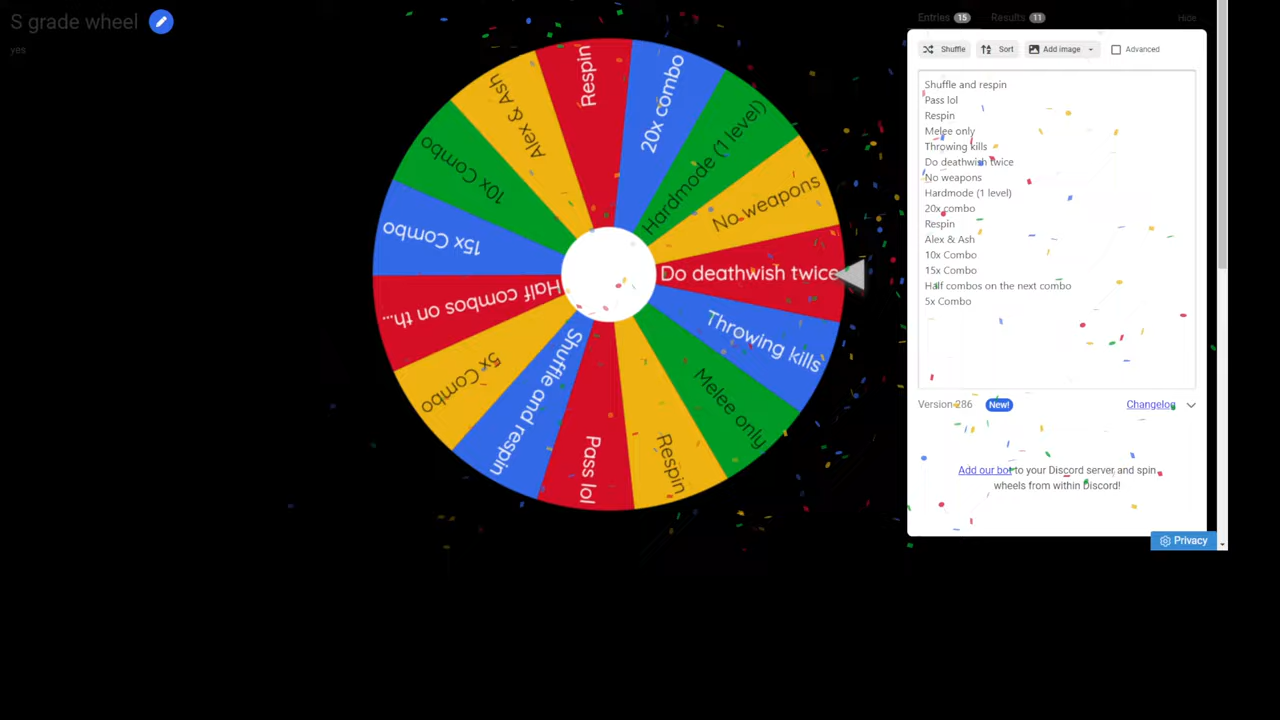 S grade wheel
yes
Respin
20x combo
Hardmode (1 level)
No weapons
Do deathwish twice
Throwing kills
Melee only
Respin
Pass lol
Shuffle and respin
5x Combo
Half combos on th...
15x Combo
10x Combo
Alex & Ash
Entries 15 Results 11 Hide
Shuffle Sort Add image Advanced
Shuffle and respin
Pass lol
Respin
Melee only
Throwing kills
Do deathwish twice
No weapons
Hardmode (1 level)
20x combo
Respin
Alex & Ash
10x Combo
15x Combo
Half combos on the next combo
5x Combo
Version 286 New! Changelog
Add our bot to your Discord server and spin
wheels from within Discord!
Privacy